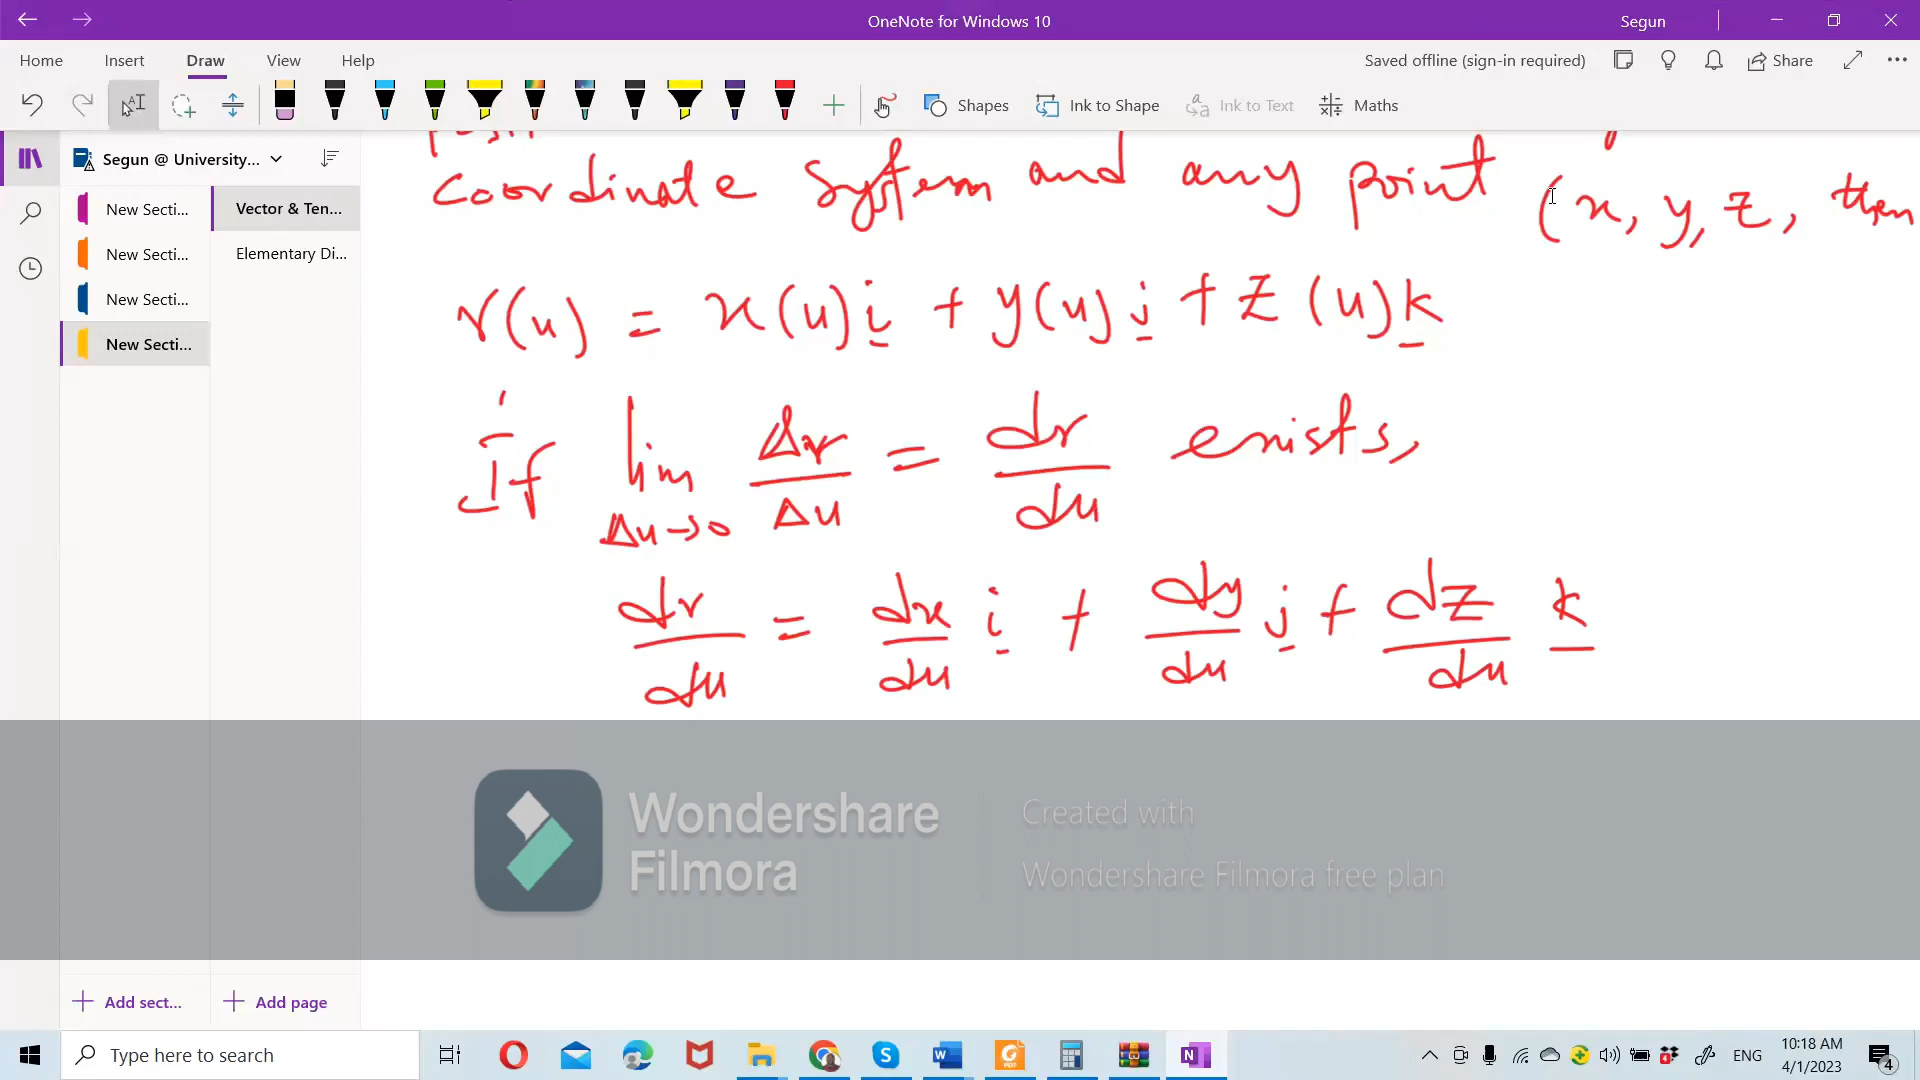 OneNote for Windows 10
Segun
Home Insert Draw View Help
Saved offline (sign-in required) Share
Shapes Ink to Shape Ink to Text Maths
Segun @ University...
New Secti...
New Secti...
New Secti...
New Secti...
Vector & Ten...
Elementary Di...
coordinate system and any point (x, y, z, then
r(u) = x(u)i + y(u)j + z(u)k
If lim Δu→0 Δr/Δu = dr/du exists,
dr/du = dx/du i + dy/du j + dz/du k
Wondershare
Filmora
Created with
Wondershare Filmora free plan
Add sect...
Add page
Type here to search
ENG
10:18 AM
4/1/2023
4